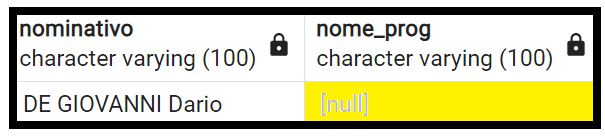 nominativo nome_prog
character varying (100) character varying (100)
DE GIOVANNI Dario [null]